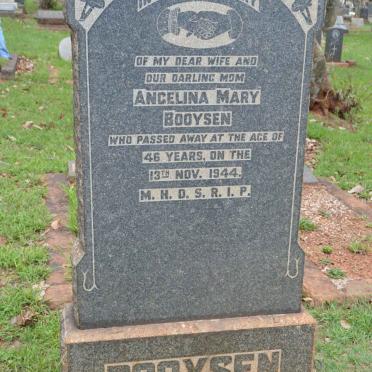 OF MY DEAR WIFE AND
OUR DARLING MOM
ANGELINA MARY
BOOYSEN
WHO PASSED AWAY AT THE AGE OF
46 YEARS, ON THE
13TH NOV. 1944.
M. H. D. S. R. I. P.
BOOYSEN